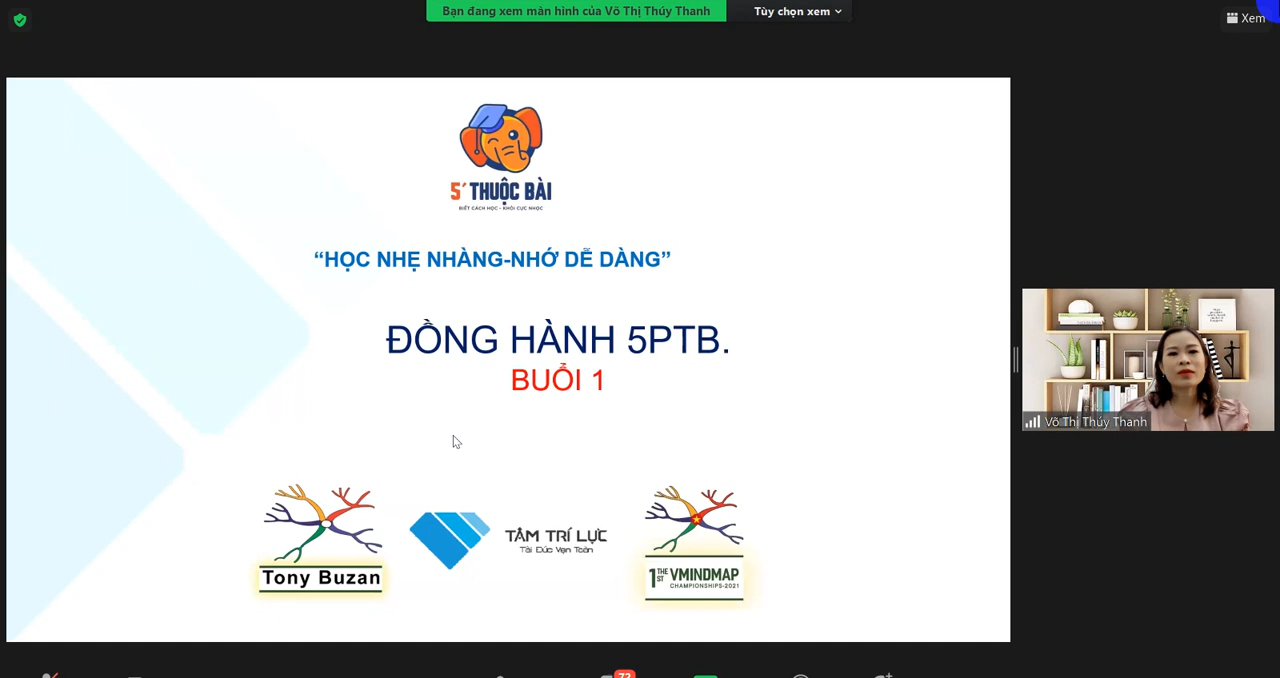 Bạn đang xem màn hình của Võ Thị Thúy Thanh
Tùy chọn xem
Xem
5' THUỘC BÀI
BIẾT CÁCH HỌC - KHỎI CỰC NHỌC
“HỌC NHẸ NHÀNG-NHỚ DỄ DÀNG”
ĐỒNG HÀNH 5PTB.
BUỔI 1
Võ Thị Thúy Thanh
Tony Buzan
TÂM TRÍ LỰC
Tài Đức Vẹn Toàn
1ST THE VMINDMAP
CHAMPIONSHIPS-2021
72